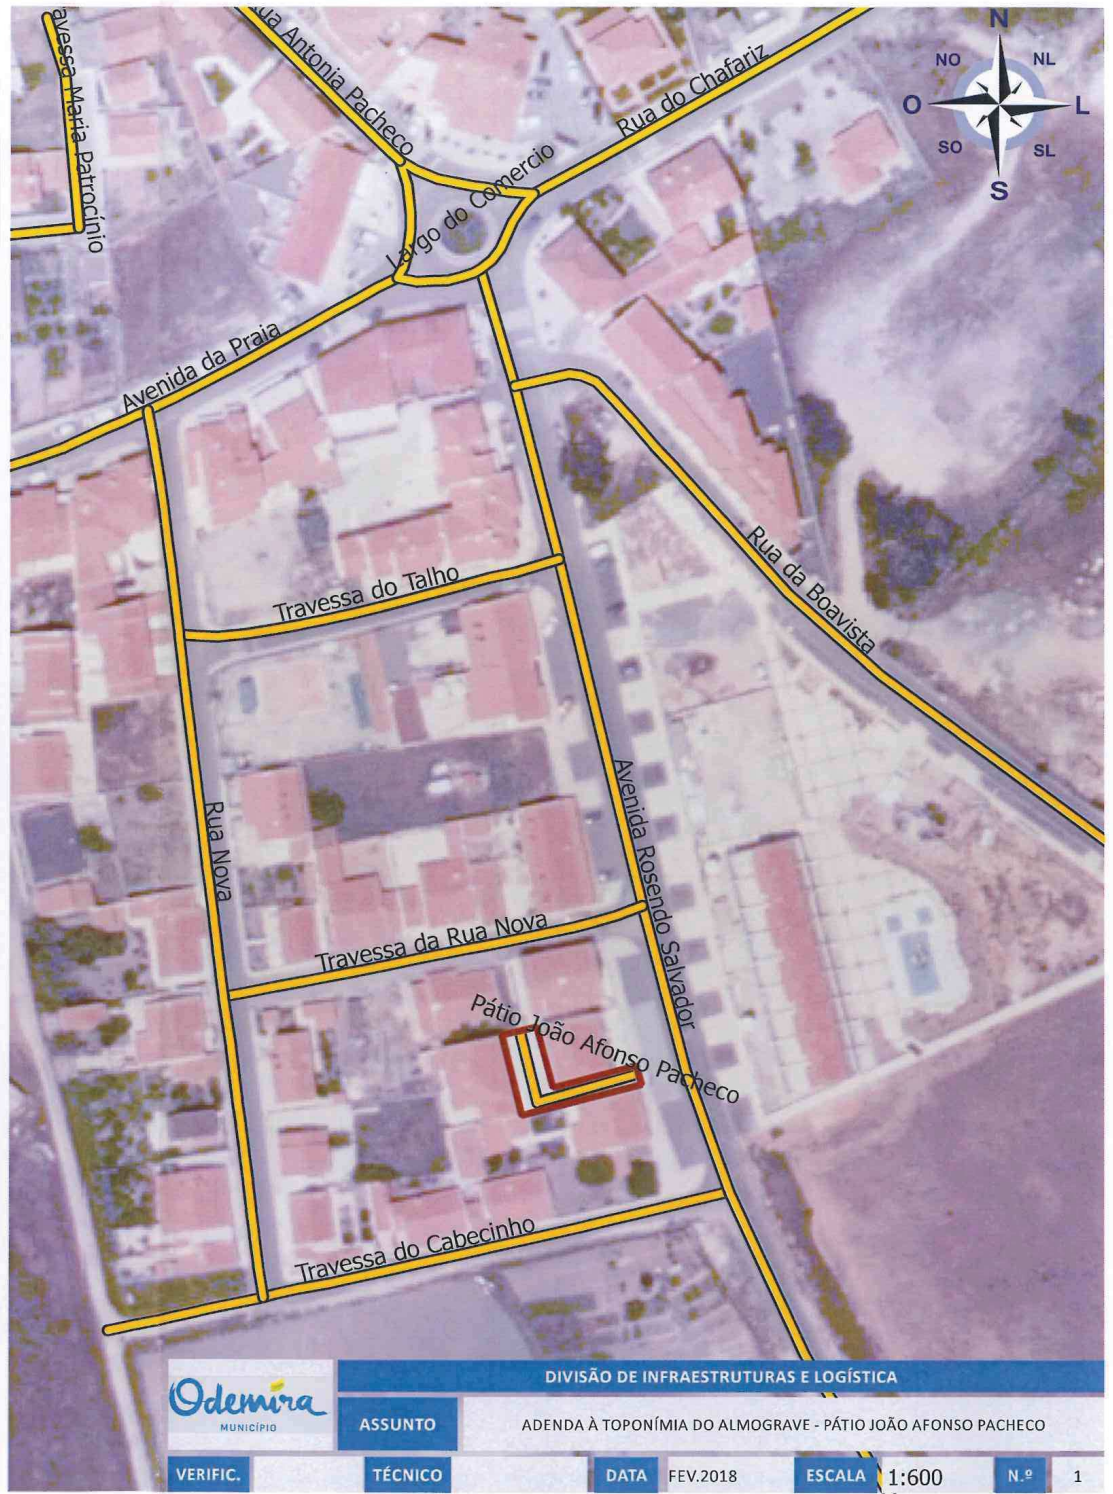 N
NO
NL
O
L
SO
SL
S
Maria Patrocínio
Antonia Pacheco
Rua do Chafariz
Largo do Comercio
Avenida da Praia
Travessa do Talho
Rua da Boavista
Rua Nova
Avenida Rosendo Salvador
Travessa da Rua Nova
Pátio João Afonso Pacheco
Travessa do Cabecinho
Odemira
MUNICÍPIO
DIVISÃO DE INFRAESTRUTURAS E LOGÍSTICA
ASSUNTO
ADENDA À TOPONÍMIA DO ALMOGRAVE - PÁTIO JOÃO AFONSO PACHECO
VERIFIC.
TÉCNICO
DATA FEV.2018
ESCALA 1:600
N.º 1